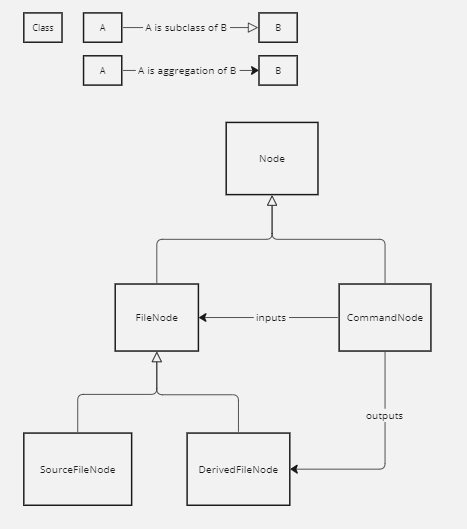 Class
A
A is subclass of B
B
A
A is aggregation of B
B
Node
FileNode
inputs
CommandNode
outputs
SourceFileNode
DerivedFileNode